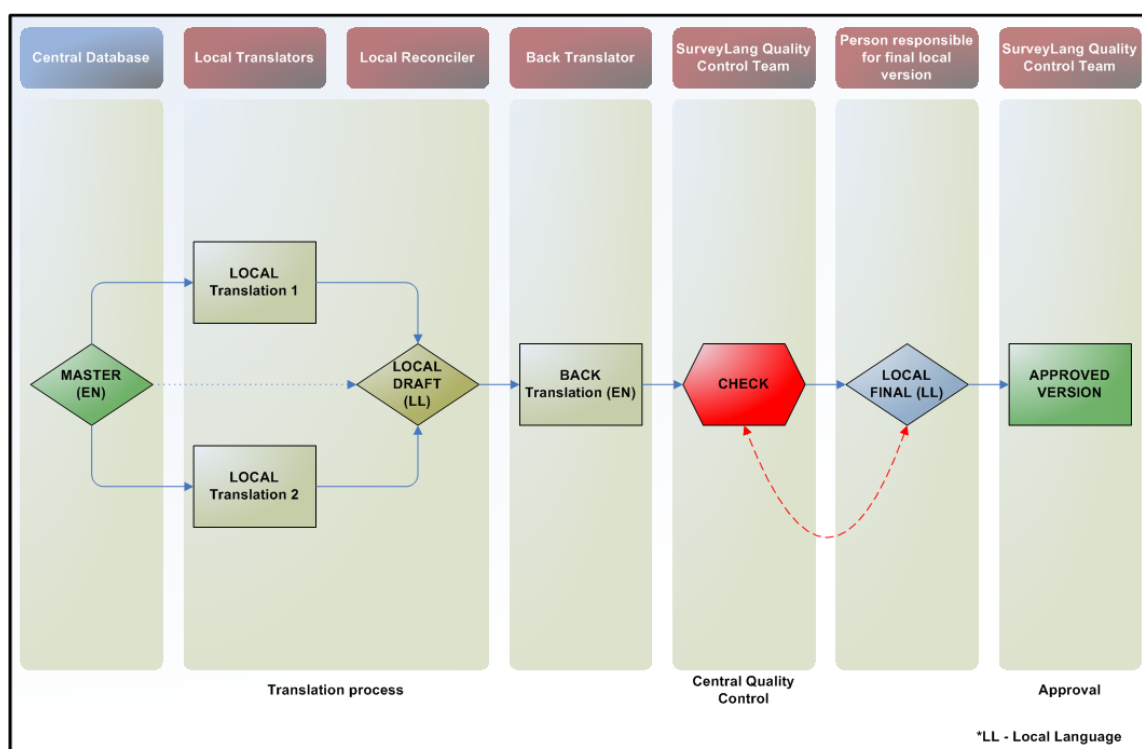 Central Database
Local Translators
Local Reconciler
Back Translator
SurveyLang Quality
Control Team
Person responsible
for final local
version
SurveyLang Quality
Control Team
LOCAL
Translation 1
MASTER
(EN)
LOCAL
DRAFT
(LL)
BACK
Translation (EN)
CHECK
LOCAL
FINAL (LL)
APPROVED
VERSION
LOCAL
Translation 2
Translation process
Central Quality
Control
Approval
*LL - Local Language